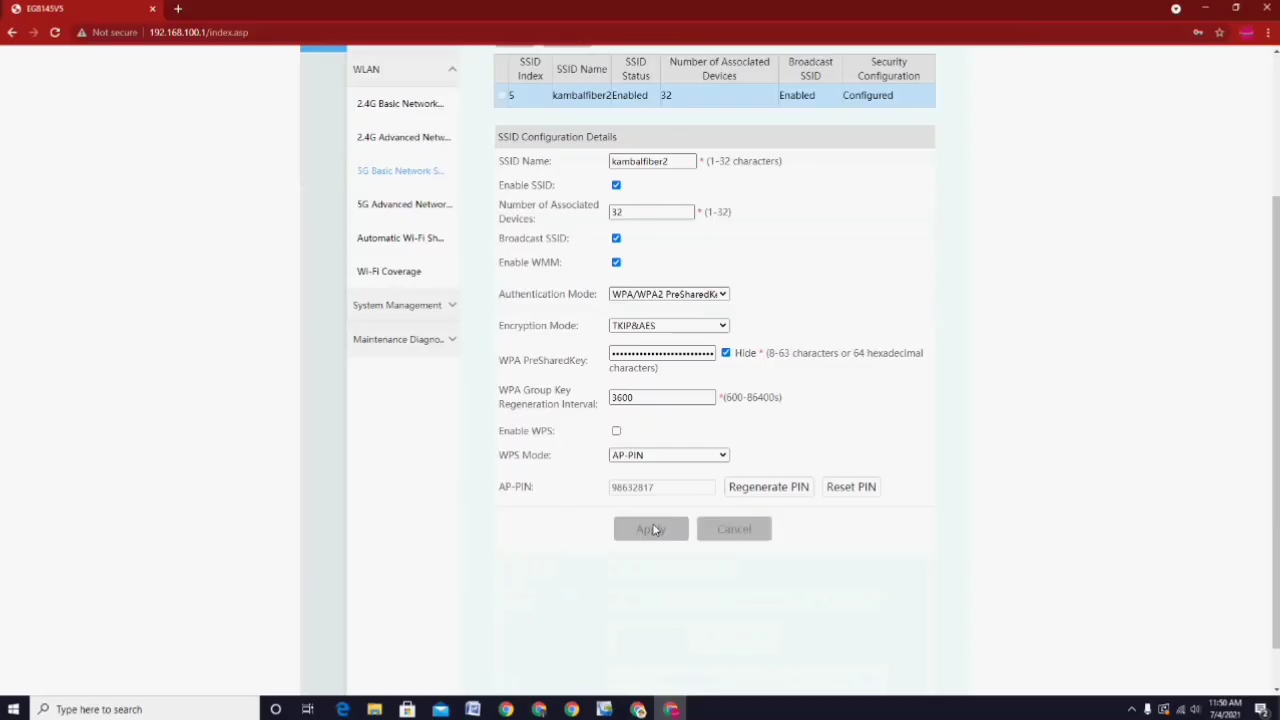 EG8145V5
Not secure 192.168.100.1/index.asp
WLAN
2.4G Basic Network...
2.4G Advanced Netw...
5G Basic Network S...
5G Advanced Networ...
Automatic Wi-Fi Sh...
Wi-Fi Coverage
System Management
Maintenance Diagno...
SSID Index SSID Name SSID Status Number of Associated Devices Broadcast SSID Security Configuration
5 kambalfiber2 Enabled 32 Enabled Configured
SSID Configuration Details
SSID Name: kambalfiber2 * (1-32 characters)
Enable SSID:
Number of Associated Devices: 32 * (1-32)
Broadcast SSID:
Enable WMM:
Authentication Mode: WPA/WPA2 PreSharedKe
Encryption Mode: TKIP&AES
WPA PreSharedKey: Hide * (8-63 characters or 64 hexadecimal characters)
WPA Group Key Regeneration Interval: 3600 *(600-86400s)
Enable WPS:
WPS Mode: AP-PIN
AP-PIN: 98632817 Regenerate PIN Reset PIN
Apply Cancel
Type here to search
11:50 AM
7/4/2021